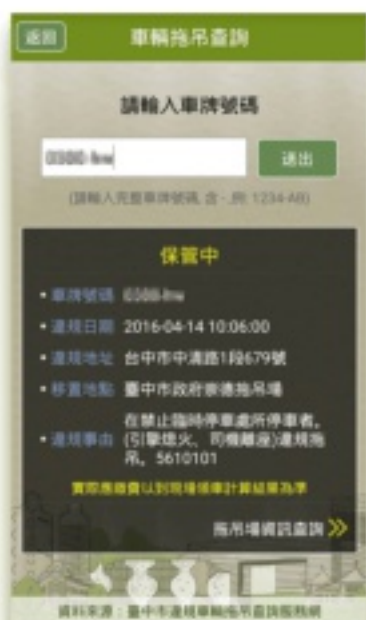 返回
車輛拖吊查詢
請輸入車牌號碼
送出
(請輸入完整車牌號碼, 含 - , 例: 1234-AB)
保管中
• 車牌號碼
• 違規日期 2016-04-14 10:06:00
• 違規地址 台中市中清路1段679號
• 移置地點 臺中市政府崇德拖吊場
在禁止臨時停車處所停車者。
• 違規事由 (引擎熄火、司機離座)違規拖
吊。5610101
實際應繳費以到現場領車計算結果為準
拖吊場資訊查詢
資料來源：臺中市違規車輛拖吊查詢服務網